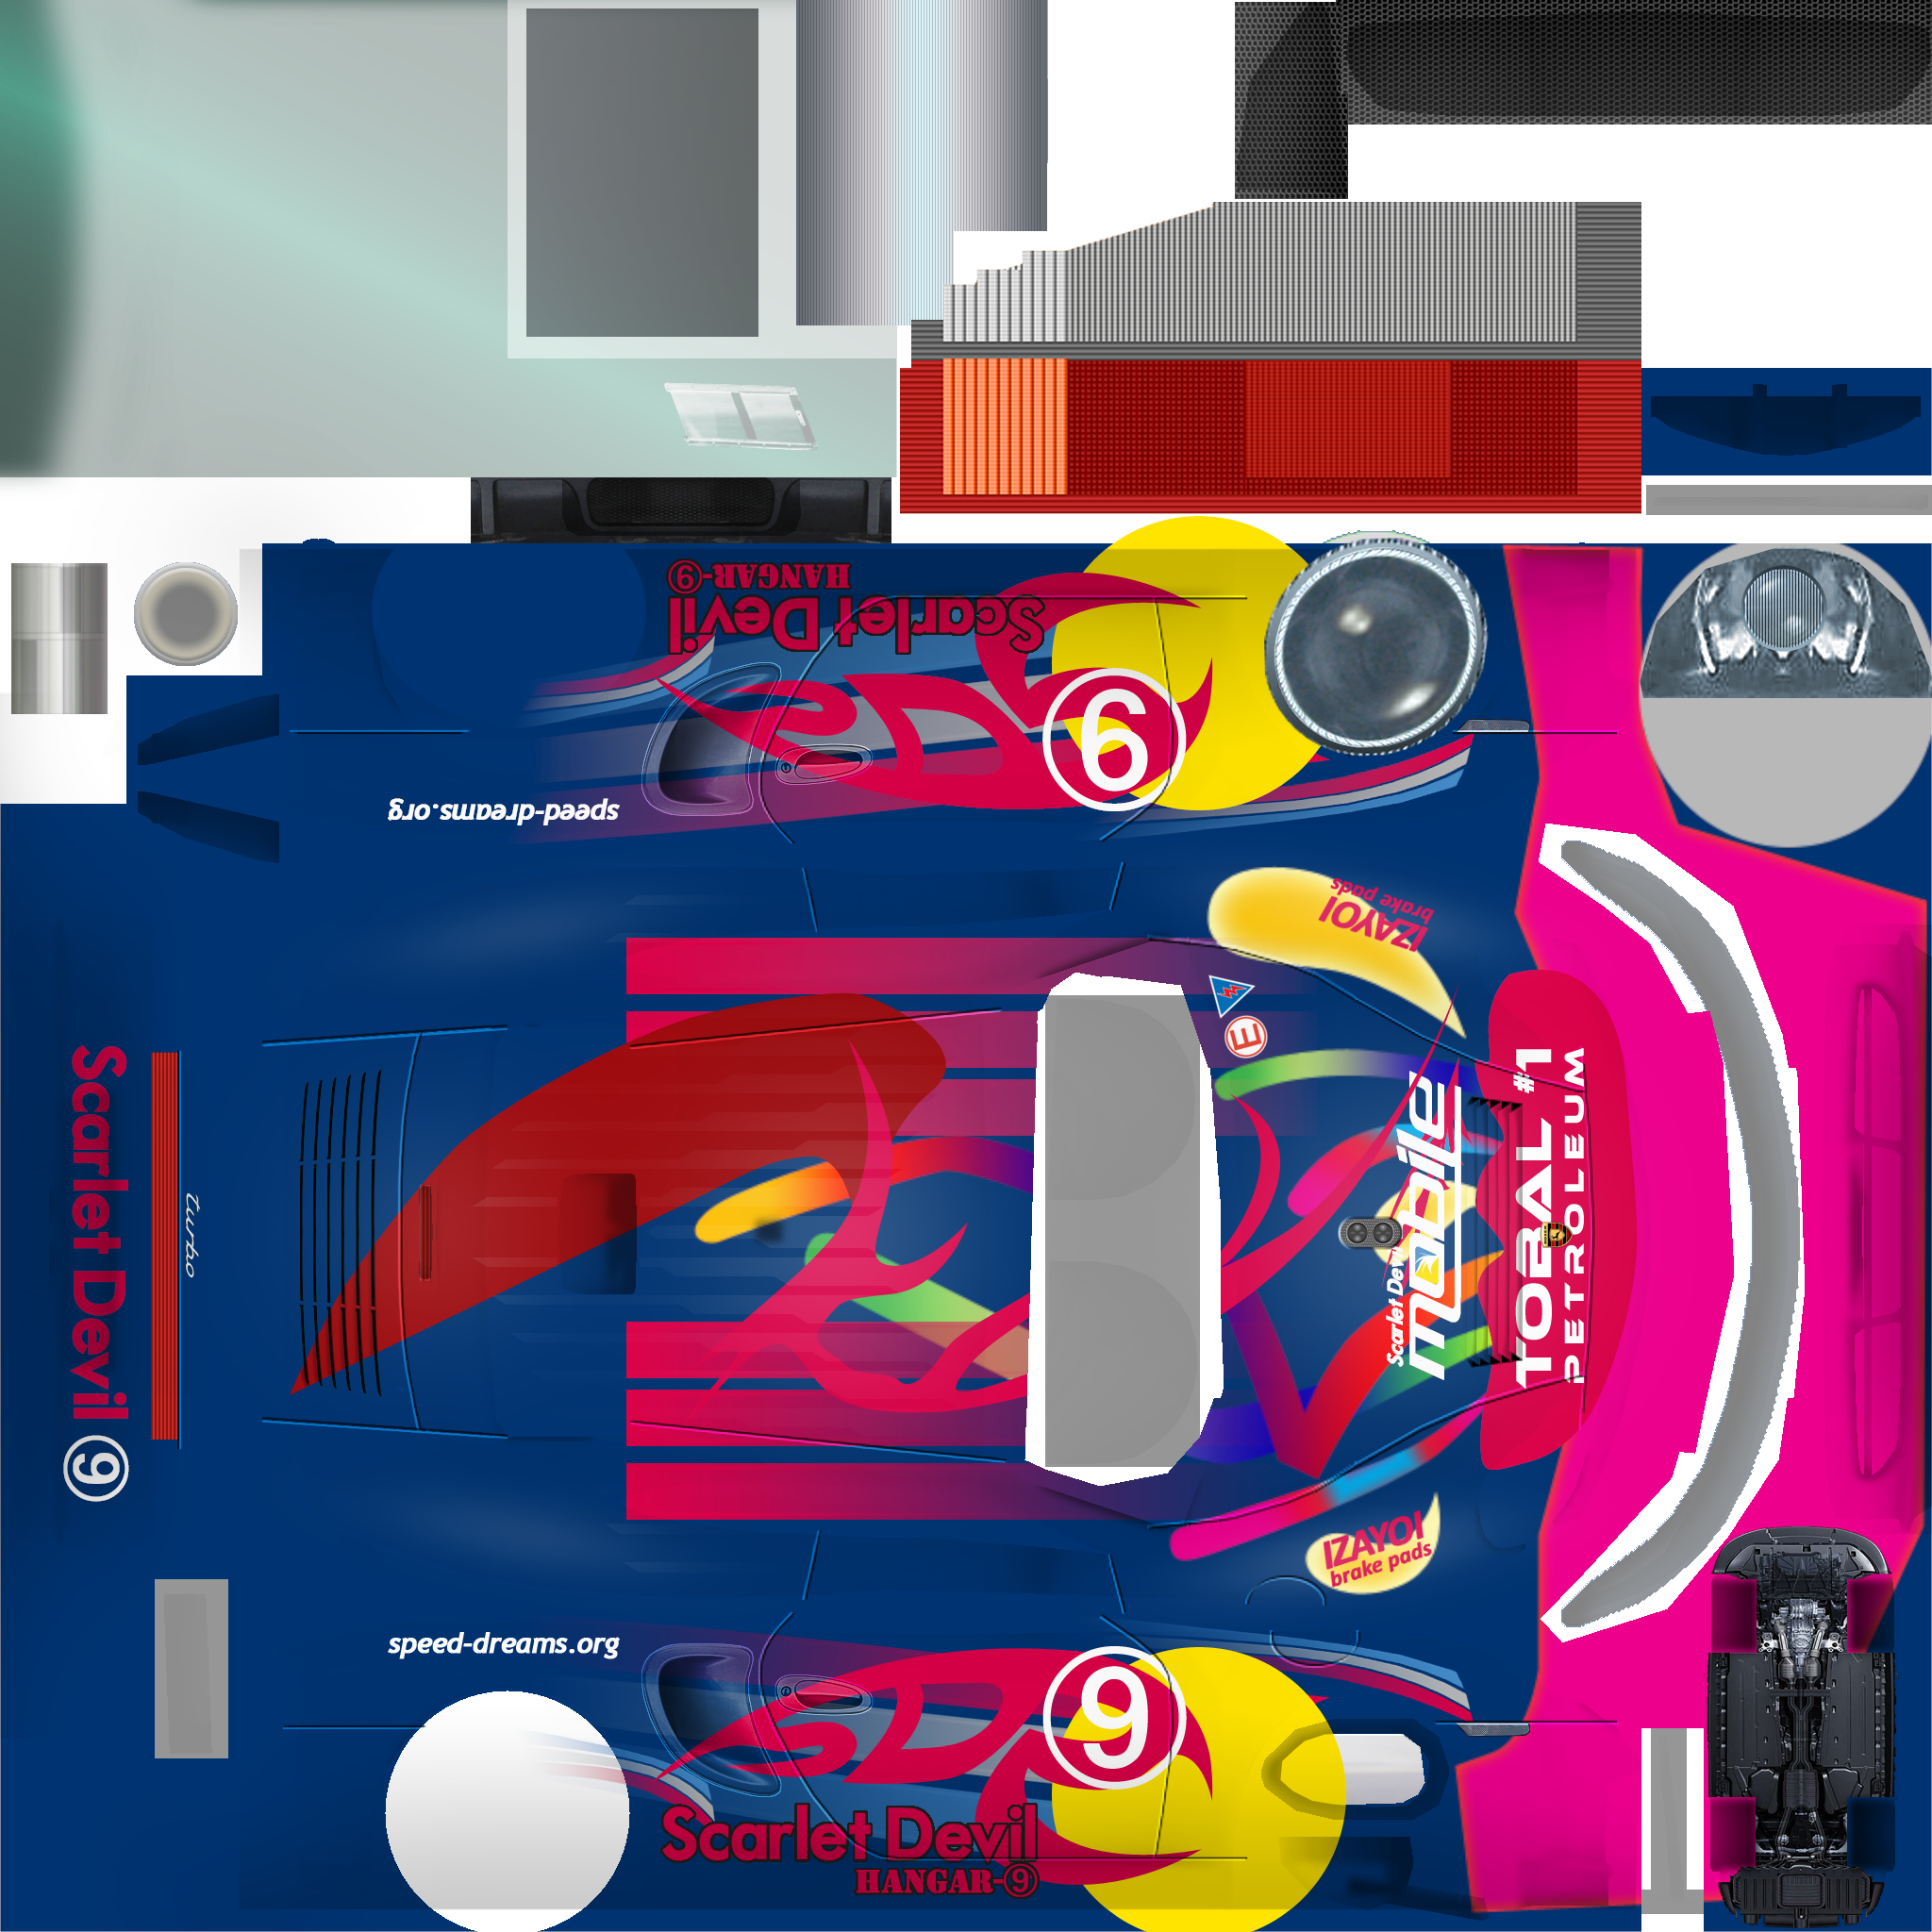 HANGAR-⑨
Scarlet Devil
9
speed-dreams.org
IZAYOI
brake pads
E
Scarlet Devil ⑨
turbo
Scarlet Devil
mobile
TOBAL #1
PETROLEUM
IZAYOI
brake pads
speed-dreams.org
9
Scarlet Devil
HANGAR-⑨